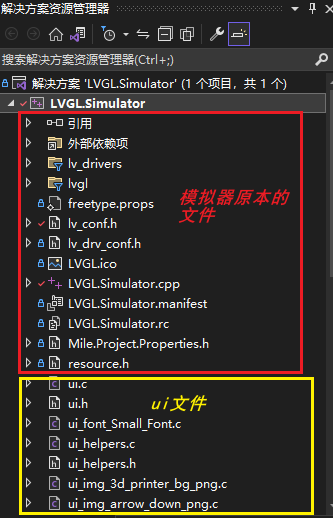 解决方案资源管理器
搜索解决方案资源管理器(Ctrl+;)
解决方案 'LVGL.Simulator' (1 个项目，共 1 个)
LVGL.Simulator
引用
外部依赖项
lv_drivers
lvgl
freetype.props
模拟器原本的
文件
lv_conf.h
lv_drv_conf.h
LVGL.ico
LVGL.Simulator.cpp
LVGL.Simulator.manifest
LVGL.Simulator.rc
Mile.Project.Properties.h
resource.h
ui.c
ui.h
ui文件
ui_font_Small_Font.c
ui_helpers.c
ui_helpers.h
ui_img_3d_printer_bg_png.c
ui_img_arrow_down_png.c